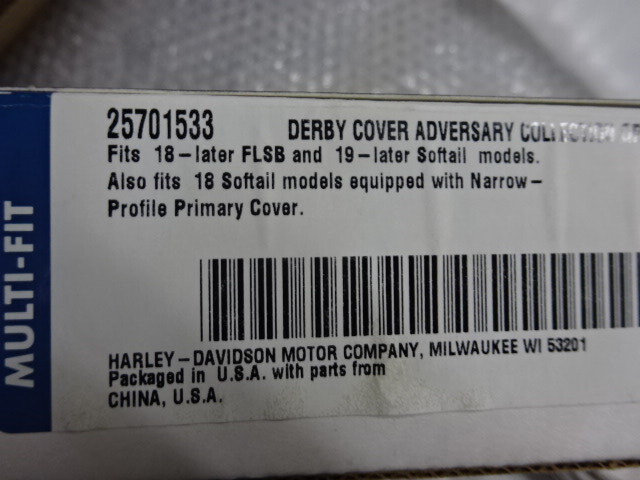 MULTI-FIT
25701533 DERBY COVER ADVERSARY COLLECTION
Fits 18-later FLSB and 19-later Softail models.
Also fits 18 Softail models equipped with Narrow-
Profile Primary Cover.
HARLEY-DAVIDSON MOTOR COMPANY, MILWAUKEE WI 53201
Packaged in U.S.A. with parts from
CHINA, U.S.A.